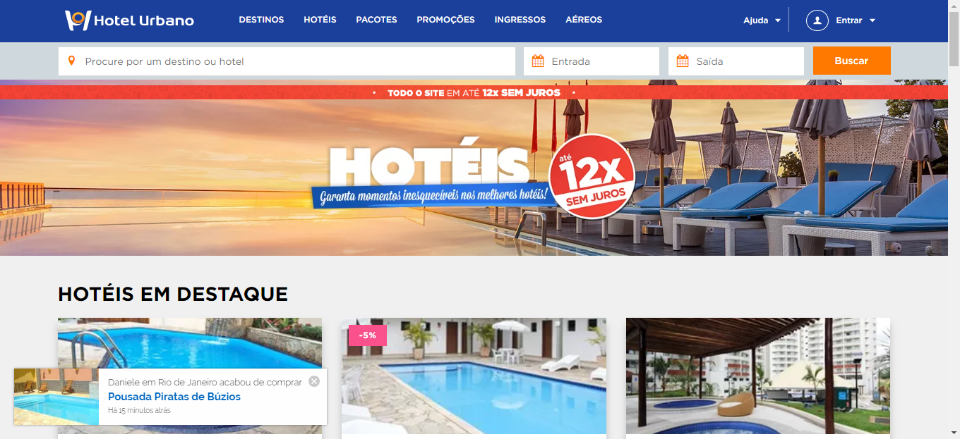 Hotel Urbano
DESTINOS HOTÉIS PACOTES PROMOÇÕES INGRESSOS AÉREOS
Ajuda Entrar
Procure por um destino ou hotel Entrada Saída Buscar
• TODO O SITE EM ATÉ 12x SEM JUROS •
HOTÉIS
Garanta momentos inesquecíveis nos melhores hotéis!
até
12x
SEM JUROS
HOTÉIS EM DESTAQUE
-5%
Daniele em Rio de Janeiro acabou de comprar
Pousada Piratas de Búzios
Há 15 minutos atrás